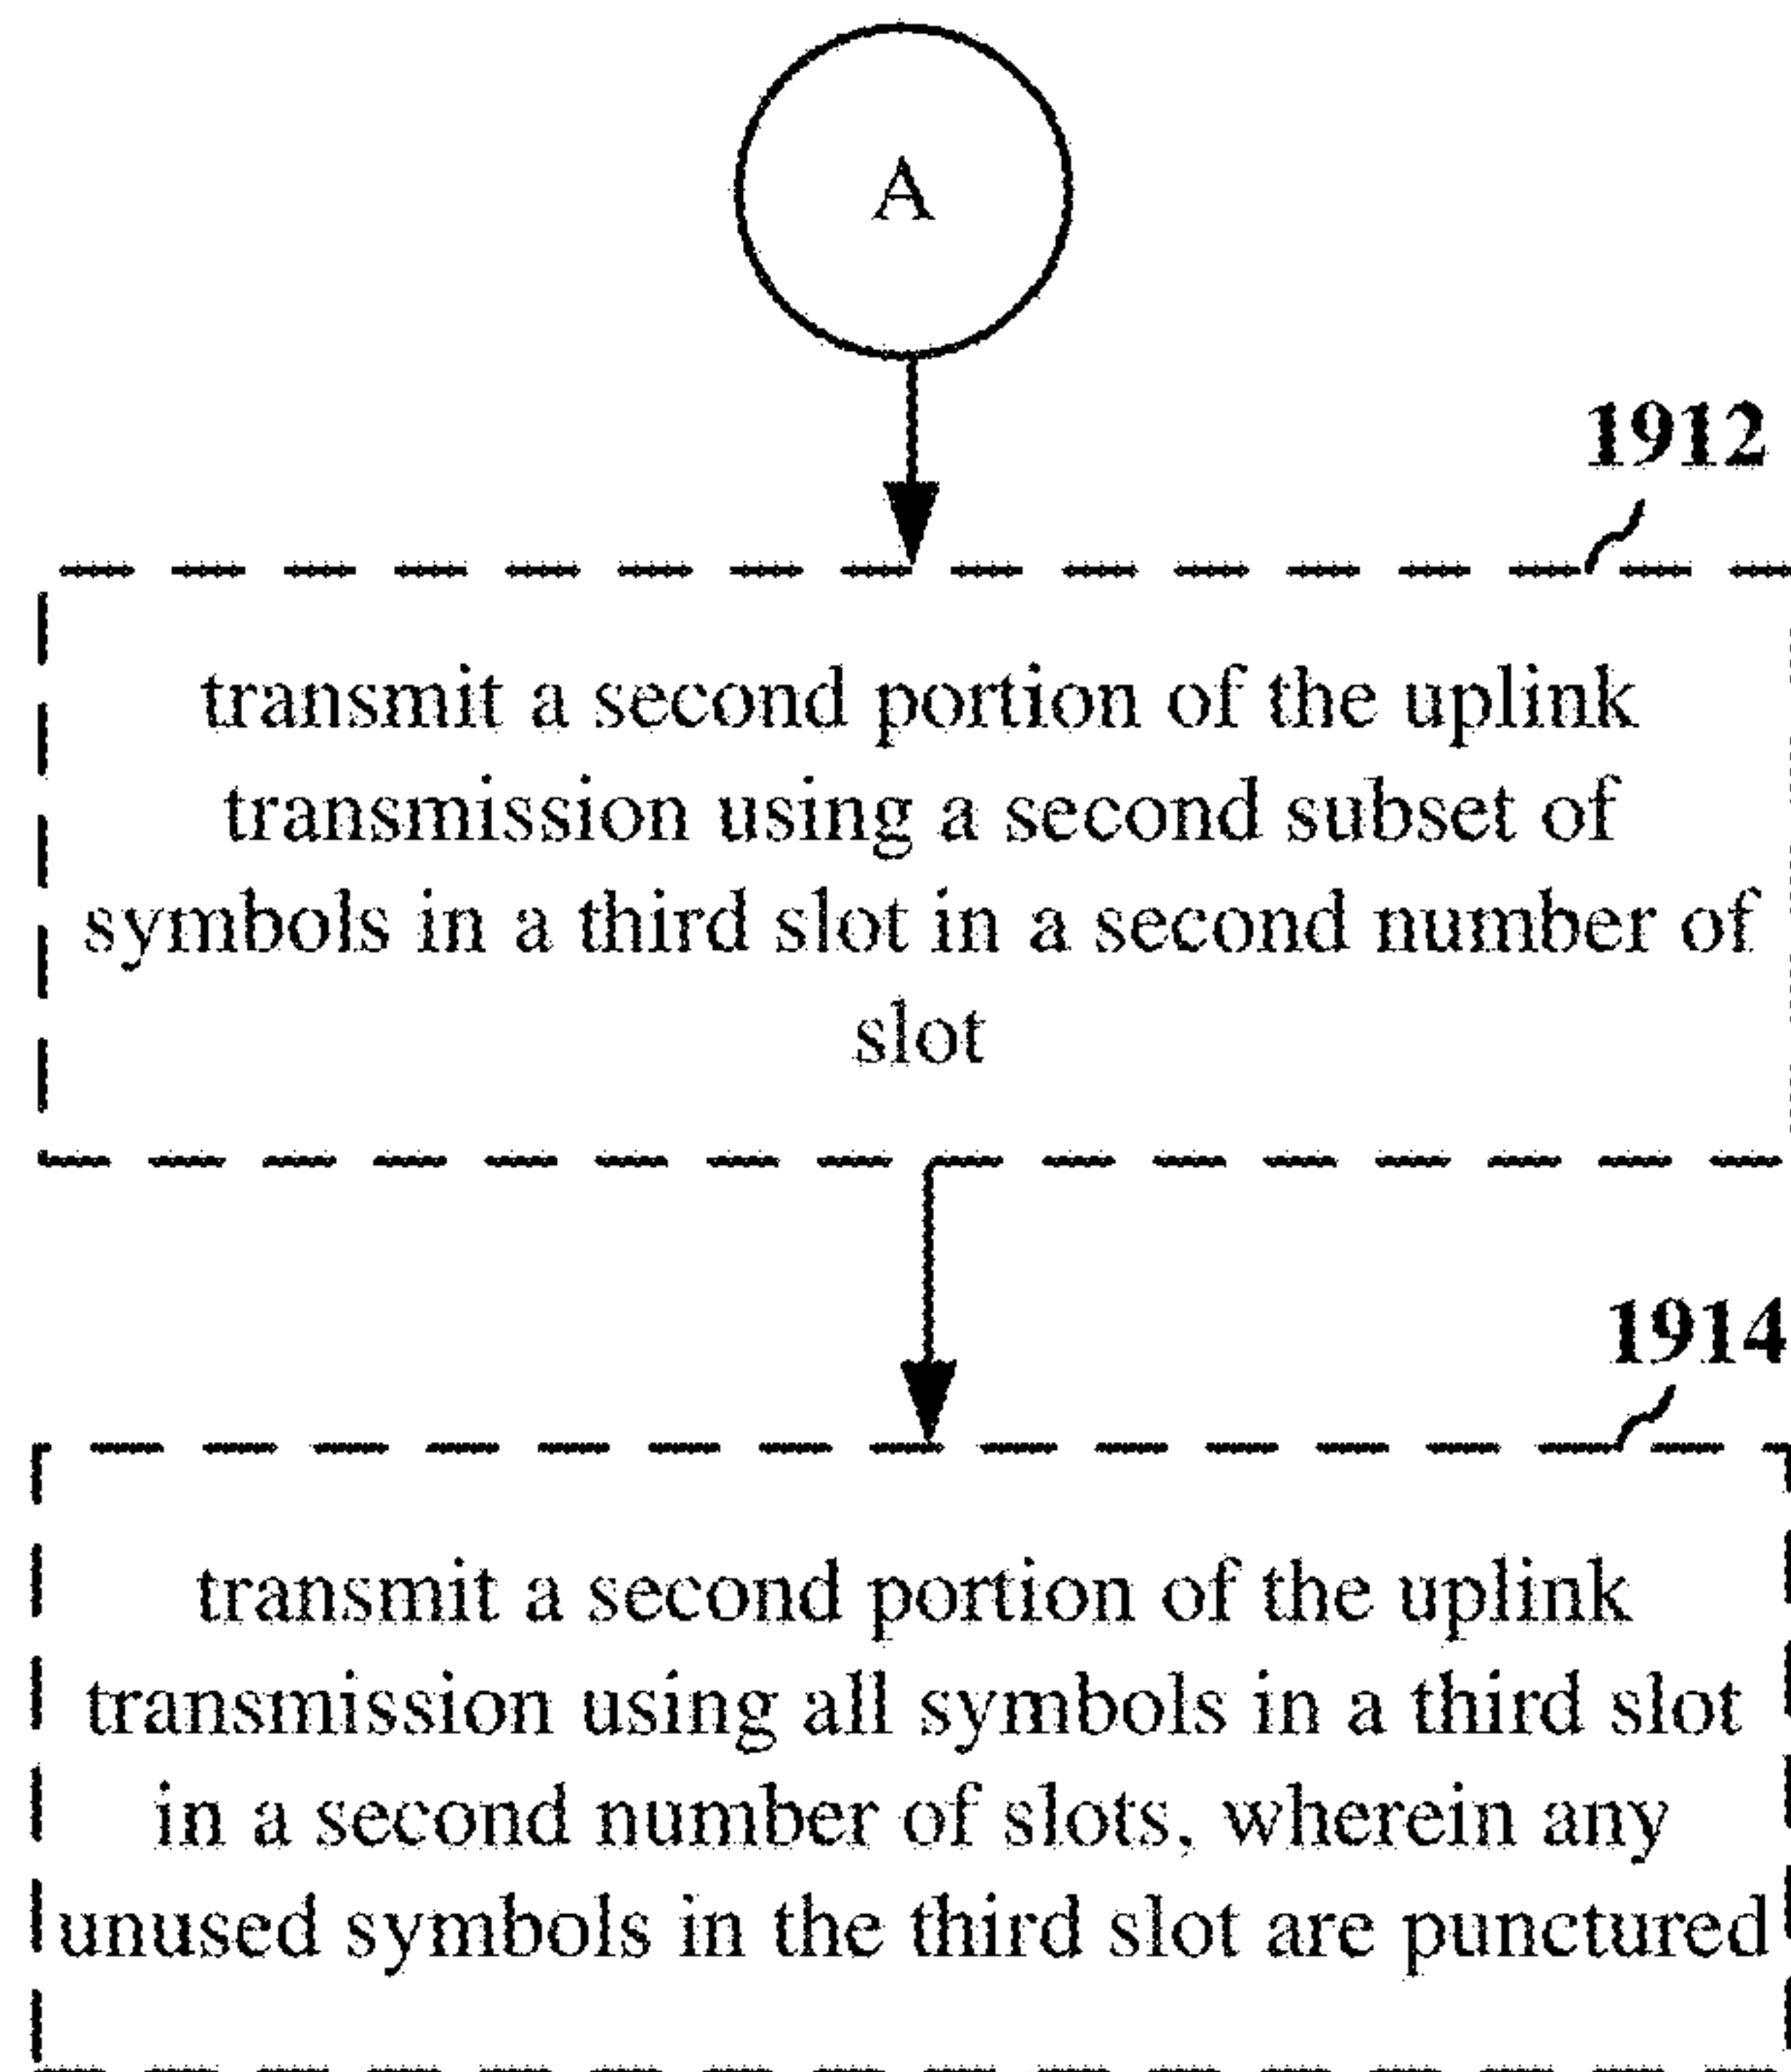 A
1912
transmit a second portion of the uplink
transmission using a second subset of
symbols in a third slot in a second number of
slot
1914
transmit a second portion of the uplink
transmission using all symbols in a third slot
in a second number of slots, wherein any
unused symbols in the third slot are punctured